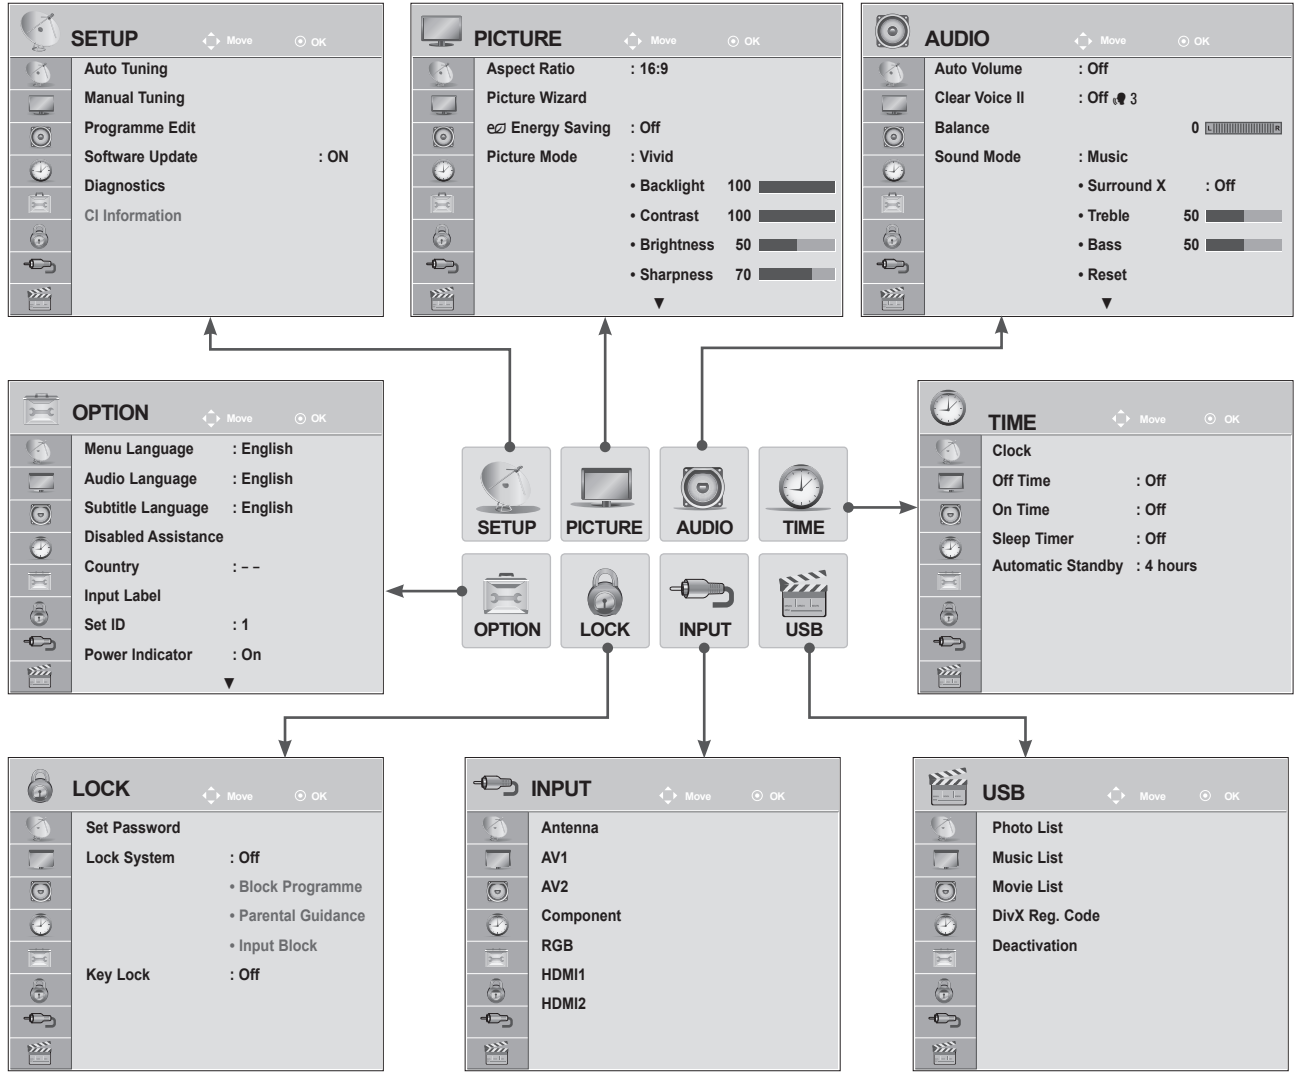 SETUP Move OK
Auto Tuning
Manual Tuning
Programme Edit
Software Update : ON
Diagnostics
CI Information
PICTURE Move OK
Aspect Ratio : 16:9
Picture Wizard
Energy Saving : Off
Picture Mode : Vivid
• Backlight 100
• Contrast 100
• Brightness 50
• Sharpness 70
▼
AUDIO Move OK
Auto Volume : Off
Clear Voice II : Off 3
Balance 0 L R
Sound Mode : Music
• Surround X : Off
• Treble 50
• Bass 50
• Reset
▼
OPTION Move OK
Menu Language : English
Audio Language : English
Subtitle Language : English
Disabled Assistance
Country : – –
Input Label
Set ID : 1
Power Indicator : On
▼
SETUP PICTURE AUDIO TIME
OPTION LOCK INPUT USB
TIME Move OK
Clock
Off Time : Off
On Time : Off
Sleep Timer : Off
Automatic Standby : 4 hours
LOCK Move OK
Set Password
Lock System : Off
• Block Programme
• Parental Guidance
• Input Block
Key Lock : Off
INPUT Move OK
Antenna
AV1
AV2
Component
RGB
HDMI1
HDMI2
USB Move OK
Photo List
Music List
Movie List
DivX Reg. Code
Deactivation